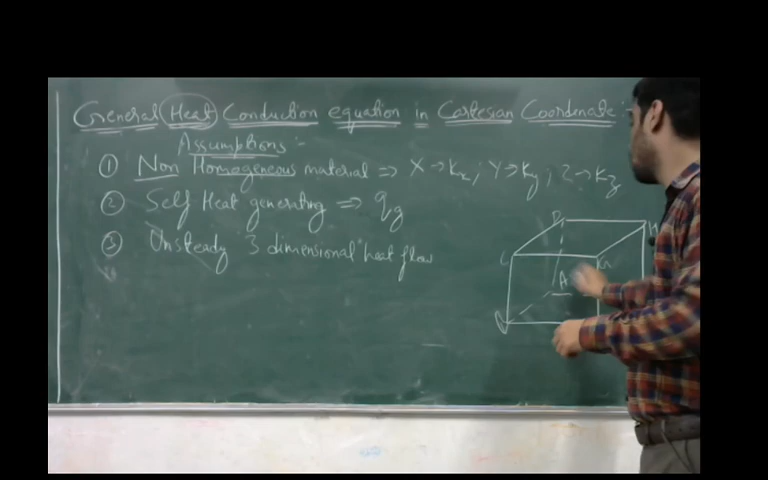 General Heat Conduction equation in Cartesian Coordenate :-
Assumptions :-
① Non Homogeneous material ⇒ X → Kx ; Y → Ky ; Z → Kz
② Self Heat generating ⇒ qg
③ Unsteady 3 dimensional heat flow
C
A